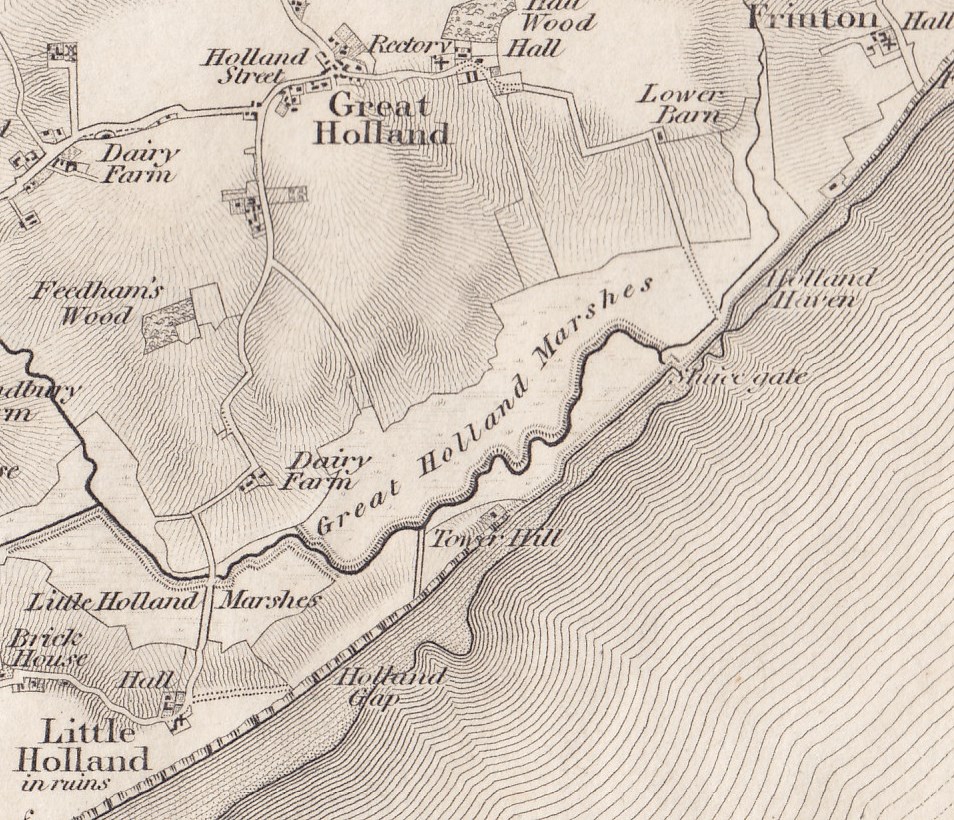 Hall
Wood
Hall
Rectory
Holland
Street
Great
Holland
Frinton
Hall
Lower
Barn
Dairy
Farm
Feedham's
Wood
Holland
Haven
Sluice gate
Great Holland Marshes
Dairy
Farm
Tower Hill
Little Holland Marshes
Brick
House
Hall
Holland
Gap
Little
Holland
in ruins